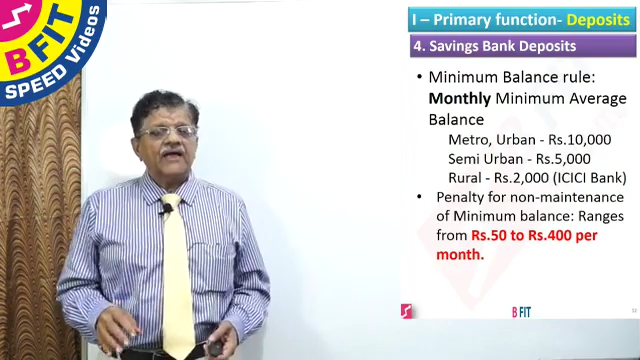 BFIT
SPEED Videos
I – Primary function- Deposits
4. Savings Bank Deposits
• Minimum Balance rule:
Monthly Minimum Average
Balance
Metro, Urban - Rs.10,000
Semi Urban - Rs.5,000
Rural - Rs.2,000 (ICICI Bank)
• Penalty for non-maintenance
of Minimum balance: Ranges
from Rs.50 to Rs.400 per
month.
B FIT